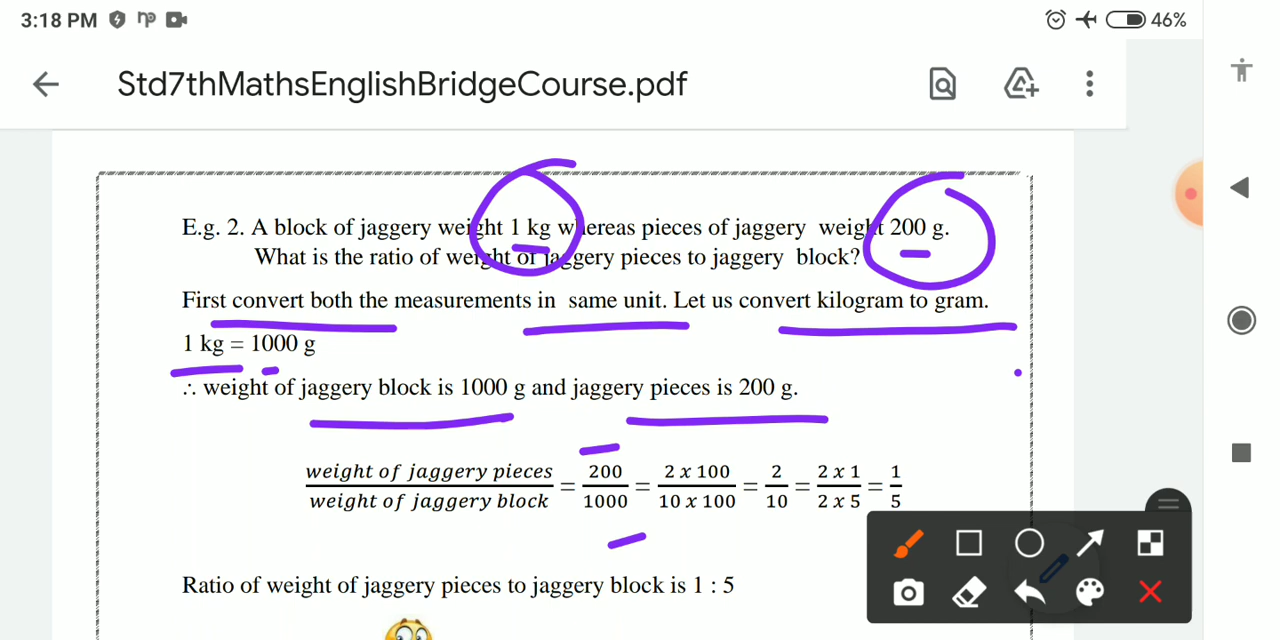 3:18 PM 46%
Std7thMathsEnglishBridgeCourse.pdf
E.g. 2. A block of jaggery weight 1 kg whereas pieces of jaggery weight 200 g.
What is the ratio of weight of jaggery pieces to jaggery block?
First convert both the measurements in same unit. Let us convert kilogram to gram.
1 kg = 1000 g
∴ weight of jaggery block is 1000 g and jaggery pieces is 200 g.
weight of jaggery pieces / weight of jaggery block = 200 / 1000 = 2 x 100 / 10 x 100 = 2 / 10 = 2 x 1 / 2 x 5 = 1 / 5
Ratio of weight of jaggery pieces to jaggery block is 1 : 5